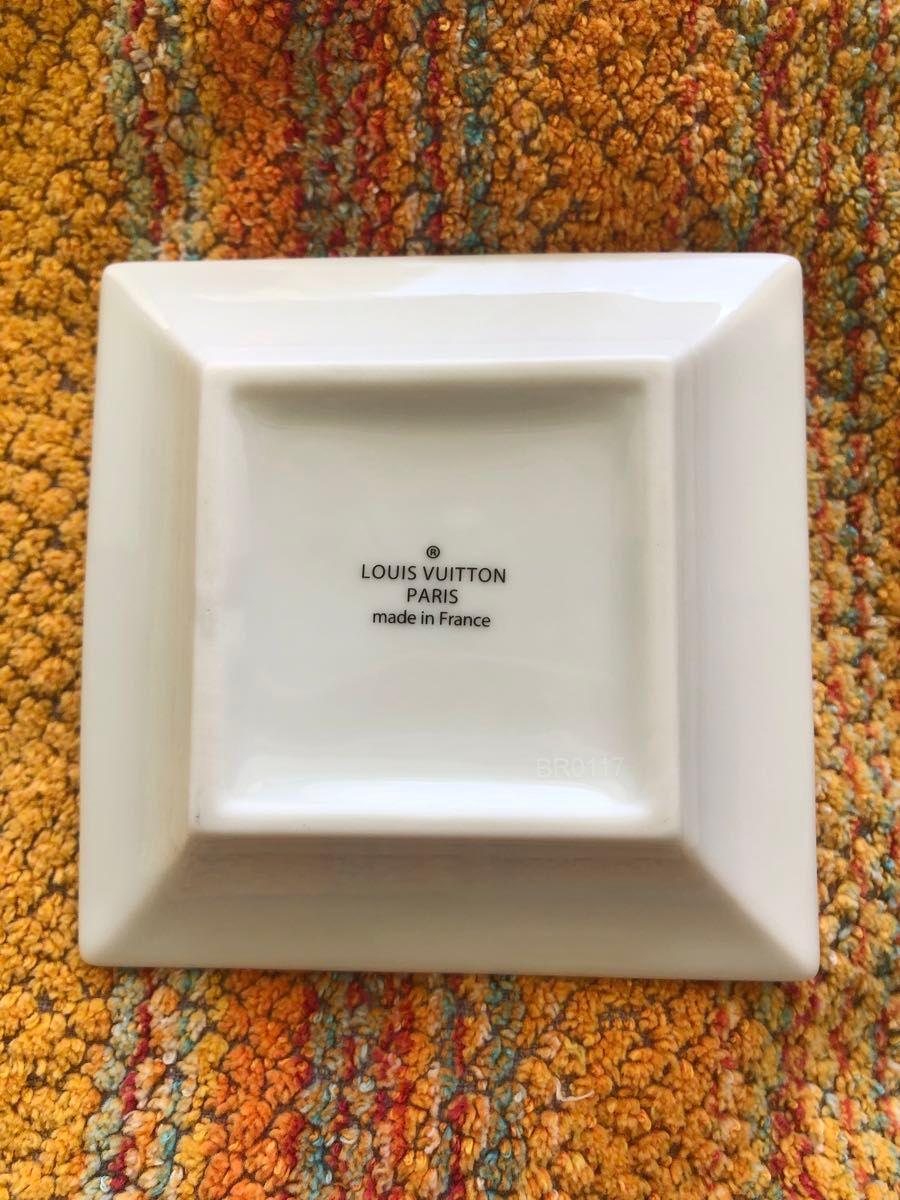 ®
LOUIS VUITTON
PARIS
made in France
BR0117